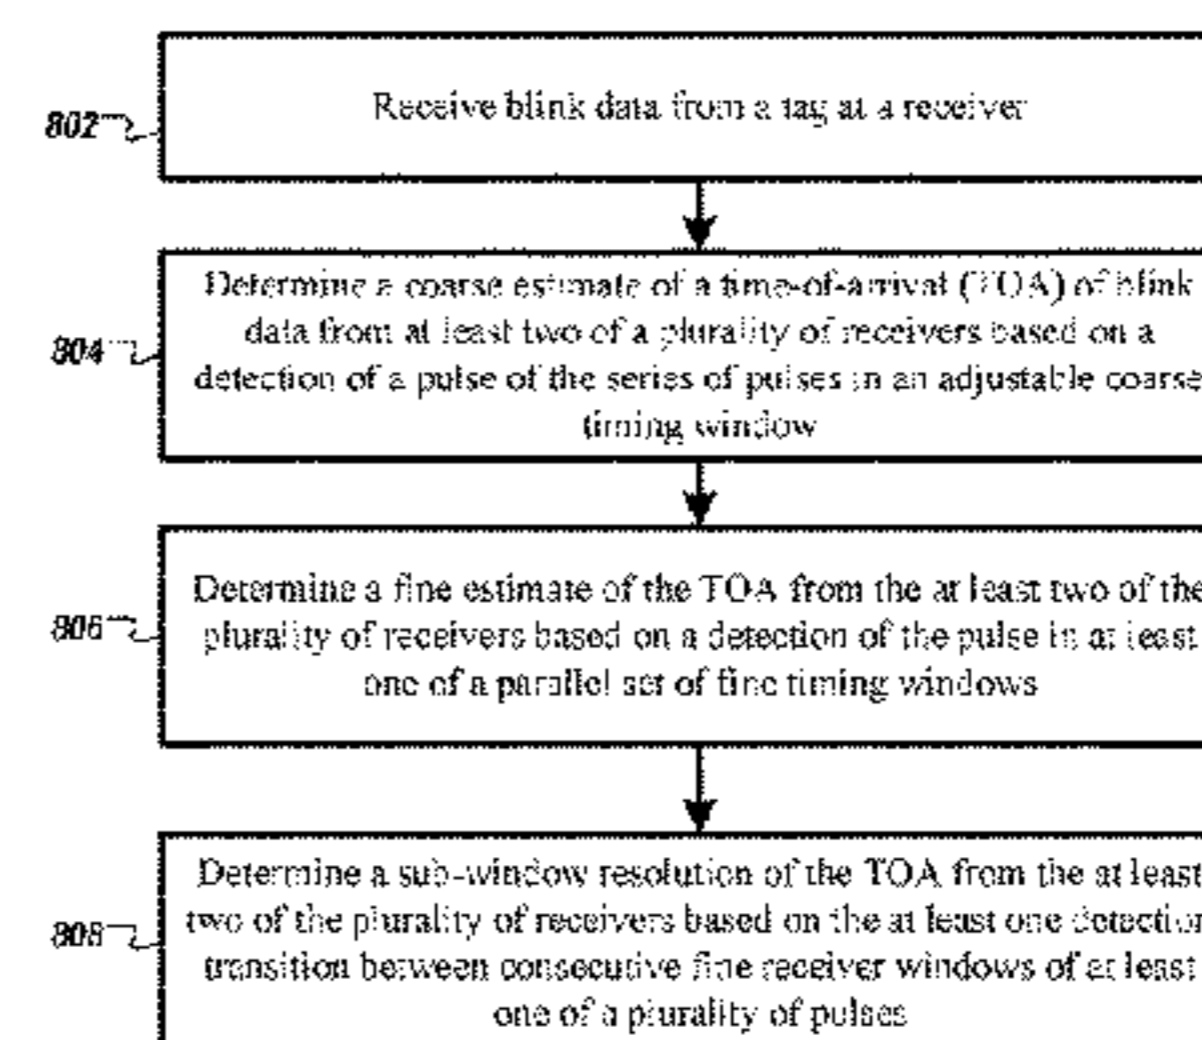 802
Receive blink data from a tag at a receiver
804
Determine a coarse estimate of a time-of-arrival (TOA) of blink
data from at least two of a plurality of receivers based on a
detection of a pulse of the series of pulses in an adjustable coarse
timing window
806
Determine a fine estimate of the TOA from the at least two of the
plurality of receivers based on a detection of the pulse in at least
one of a parallel set of fine timing windows
808
Determine a sub-window resolution of the TOA from the at least
two of the plurality of receivers based on the at least one detection
transition between consecutive fine receiver windows of at least
one of a plurality of pulses